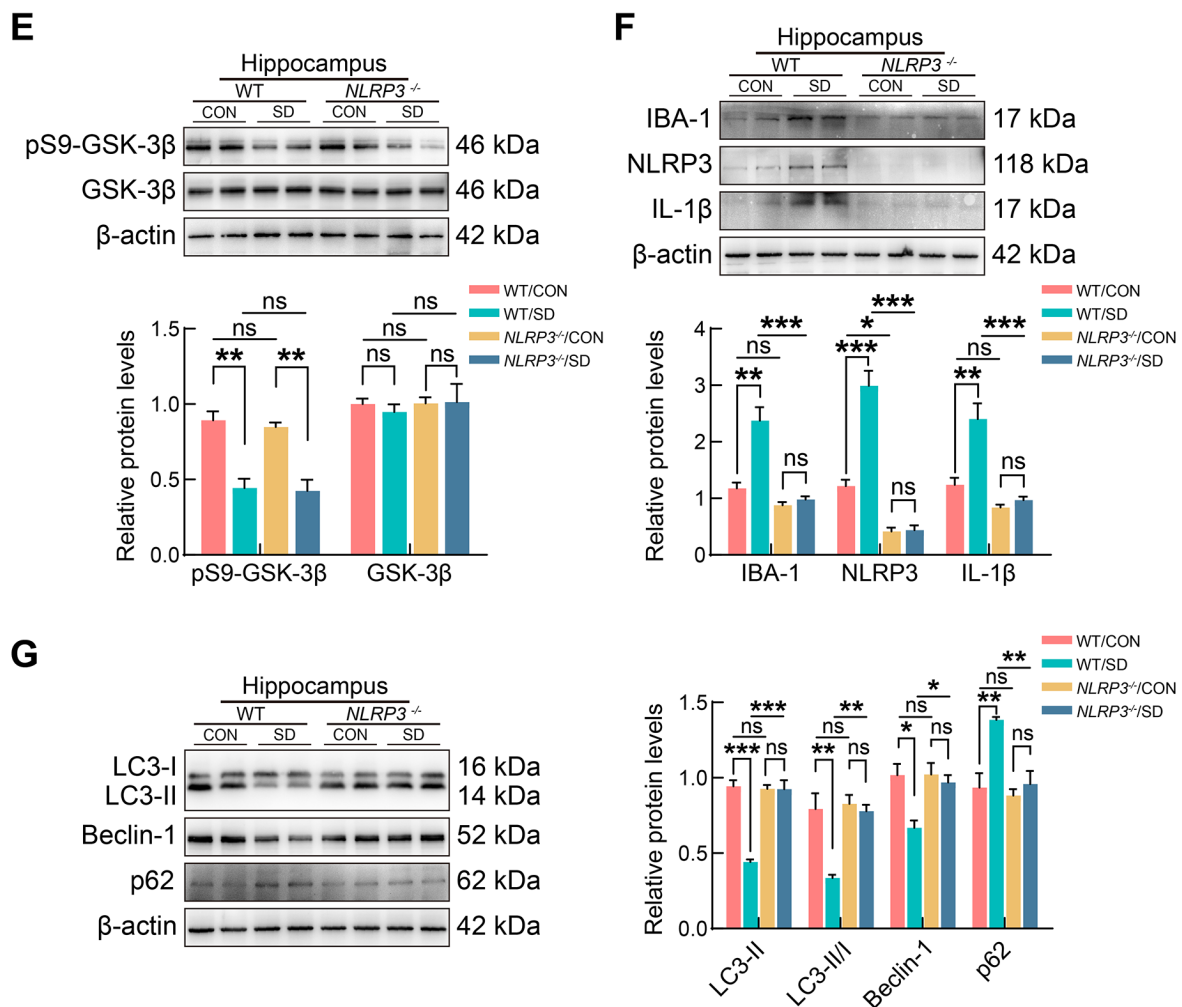 E
Hippocampus
WT NLRP3 -/-
CON SD CON SD
pS9-GSK-3β 46 kDa
GSK-3β 46 kDa
β-actin 42 kDa
ns
ns ns
ns
** ** ns ns
WT/CON
WT/SD
NLRP3-/-/CON
NLRP3-/-/SD
Relative protein levels
1.5
1.0
0.5
0.0
pS9-GSK-3β GSK-3β
F
Hippocampus
WT NLRP3 -/-
CON SD CON SD
IBA-1 17 kDa
NLRP3 118 kDa
IL-1β 17 kDa
β-actin 42 kDa
WT/CON
WT/SD
NLRP3-/-/CON
NLRP3-/-/SD
***
*** * ***
ns *** ns
** **
ns ns ns
Relative protein levels
4
3
2
1
0
IBA-1 NLRP3 IL-1β
G
Hippocampus
WT NLRP3 -/-
CON SD CON SD
LC3-I 16 kDa
LC3-II 14 kDa
Beclin-1 52 kDa
p62 62 kDa
β-actin 42 kDa
WT/CON
WT/SD
NLRP3-/-/CON
NLRP3-/-/SD
**
*** ** * ns
ns ns ns **
*** ns ** ns * ns ns
Relative protein levels
1.5
1.0
0.5
0.0
LC3-II LC3-II/I Beclin-1 p62